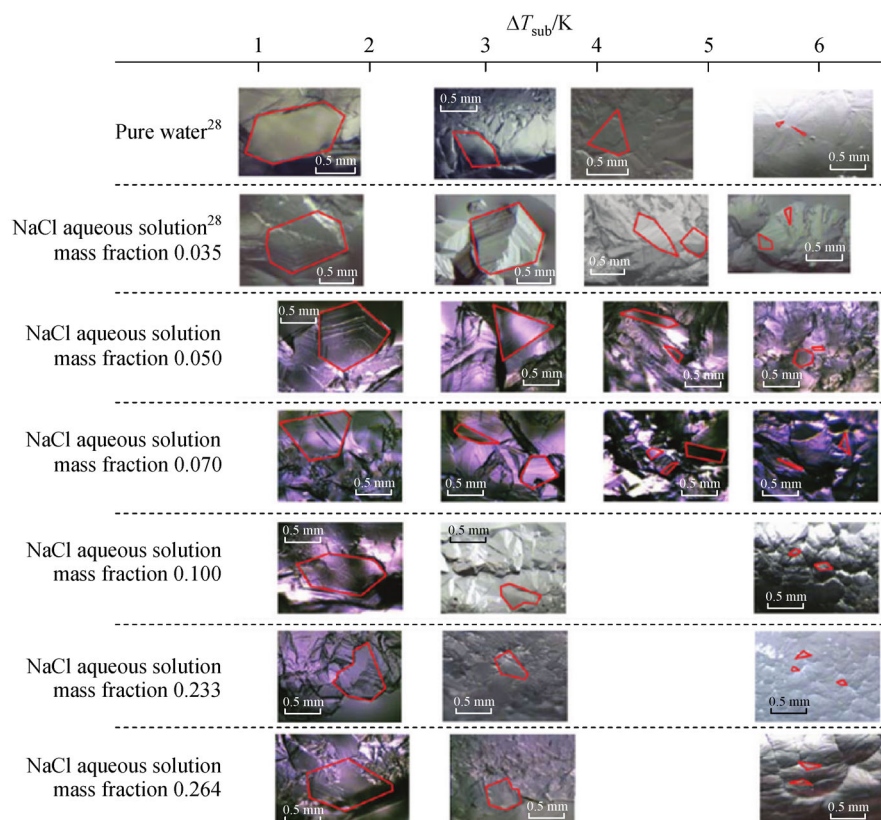 ΔT_sub/K
1 2 3 4 5 6
Pure water²⁸
0.5 mm
0.5 mm
0.5 mm
0.5 mm
NaCl aqueous solution²⁸
mass fraction 0.035
0.5 mm
0.5 mm
0.5 mm
0.5 mm
NaCl aqueous solution
mass fraction 0.050
0.5 mm
0.5 mm
0.5 mm
0.5 mm
NaCl aqueous solution
mass fraction 0.070
0.5 mm
0.5 mm
0.5 mm
0.5 mm
NaCl aqueous solution
mass fraction 0.100
0.5 mm
0.5 mm
0.5 mm
NaCl aqueous solution
mass fraction 0.233
0.5 mm
0.5 mm
0.5 mm
NaCl aqueous solution
mass fraction 0.264
0.5 mm
0.5 mm
0.5 mm